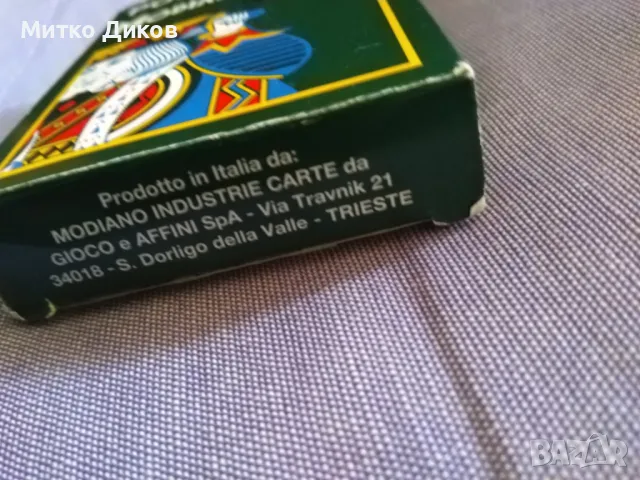 Митко Диков
Prodotto in Italia da:
MODIANO INDUSTRIE CARTE da
GIOCO e AFFINI SpA - Via Travnik 21
34018 - S. Dorligo della Valle - TRIESTE
BAZAR